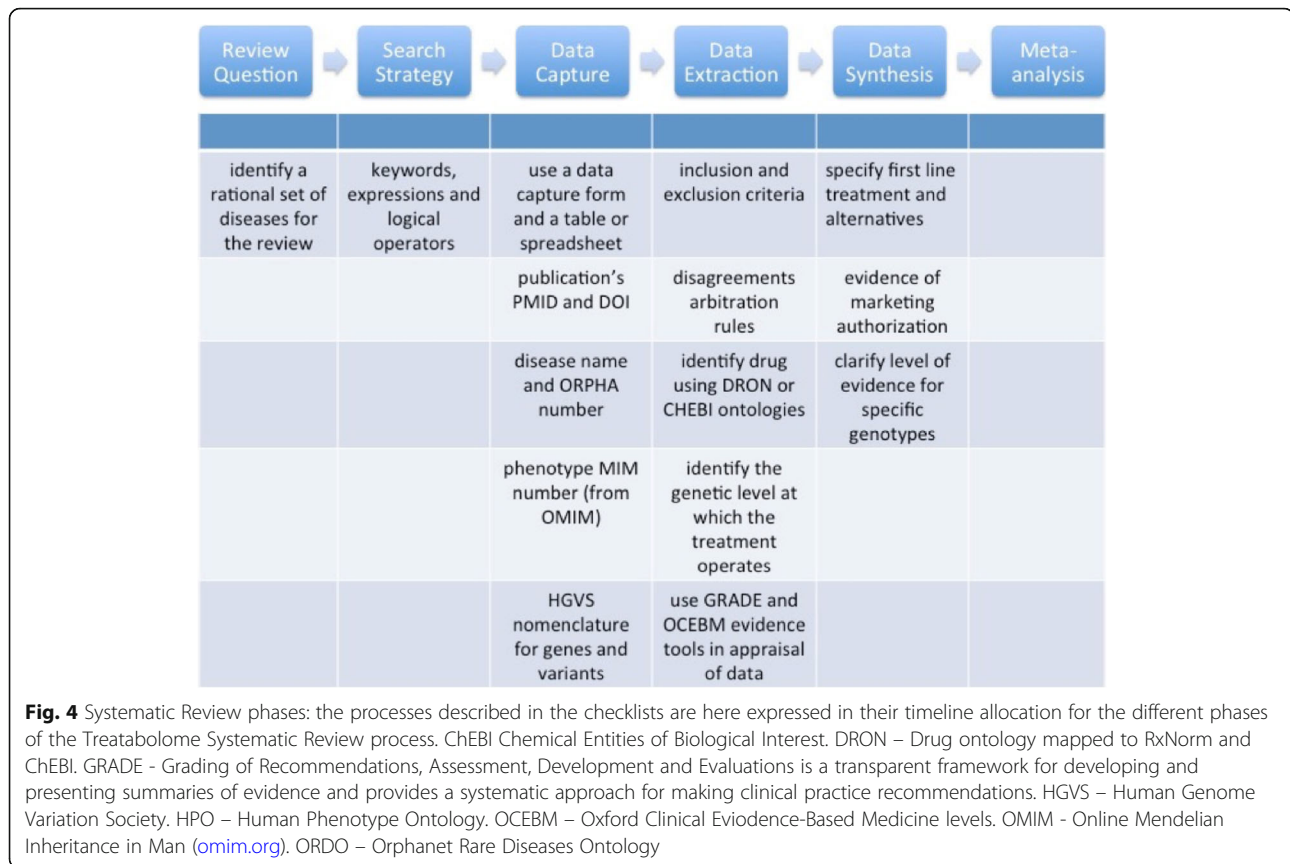 Review
Question
Search
Strategy
Data
Capture
Data
Extraction
Data
Synthesis
Meta-
analysis
identify a
rational set of
diseases for
the review
keywords,
expressions and
logical
operators
use a data
capture form
and a table or
spreadsheet
inclusion and
exclusion criteria
specify first line
treatment and
alternatives
publication's
PMID and DOI
disagreements
arbitration
rules
evidence of
marketing
authorization
disease name
and ORPHA
number
identify drug
using DRON or
CHEBI ontologies
clarify level of
evidence for
specific
genotypes
phenotype MIM
number (from
OMIM)
identify the
genetic level at
which the
treatment
operates
HGVS
nomenclature
for genes and
variants
use GRADE and
OCEBM evidence
tools in appraisal
of data
Fig. 4 Systematic Review phases: the processes described in the checklists are here expressed in their timeline allocation for the different phases
of the Treatabolome Systematic Review process. ChEBI Chemical Entities of Biological Interest. DRON – Drug ontology mapped to RxNorm and
ChEBI. GRADE - Grading of Recommendations, Assessment, Development and Evaluations is a transparent framework for developing and
presenting summaries of evidence and provides a systematic approach for making clinical practice recommendations. HGVS – Human Genome
Variation Society. HPO – Human Phenotype Ontology. OCEBM – Oxford Clinical Eviodence-Based Medicine levels. OMIM - Online Mendelian
Inheritance in Man (omim.org). ORDO – Orphanet Rare Diseases Ontology